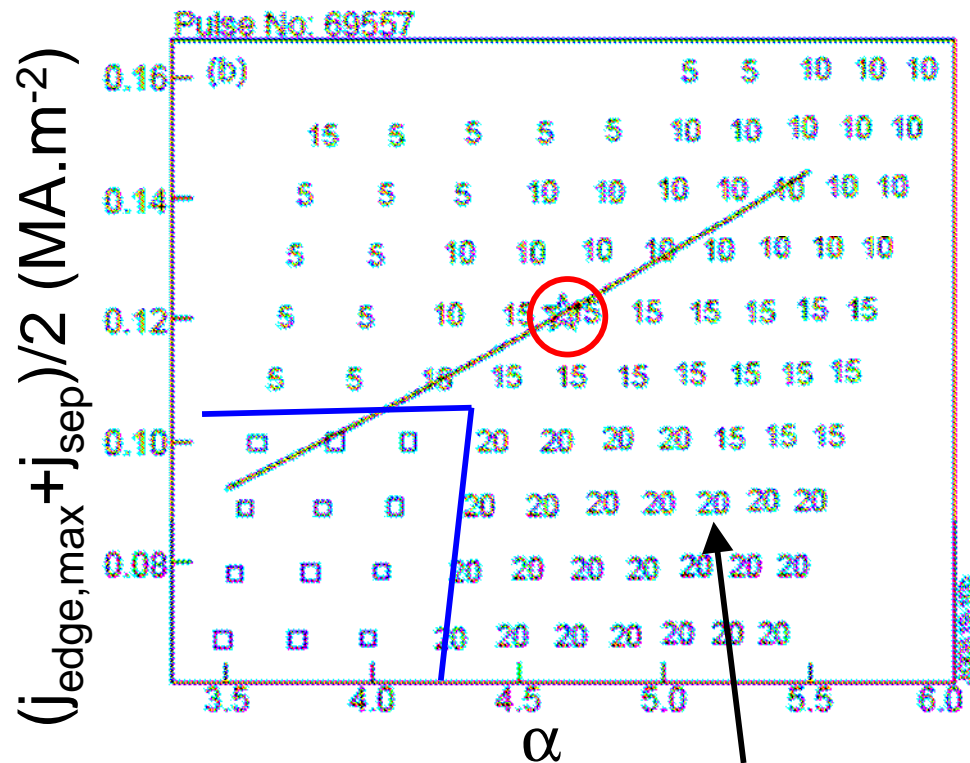 Pulse No: 69557
(b)
(j_edge,max+j_sep)/2 (MA.m^-2)
0.16 5 5 10 10 10
15 5 5 5 5 10 10 10 10 10
0.14 5 5 5 10 10 10 10 10 10 10
5 5 10 10 10 10 10 10 10 10
0.12 5 5 10 15 15 15 15 15 15 15
5 5 15 15 15 15 15 15 15
0.10 20 20 20 20 15 15 15
20 20 20 20 20 20 20
0.08 20 20 20 20 20 20 20
20 20 20 20 20 20 20
3.5 4.0 4.5 5.0 5.5 6.0
α